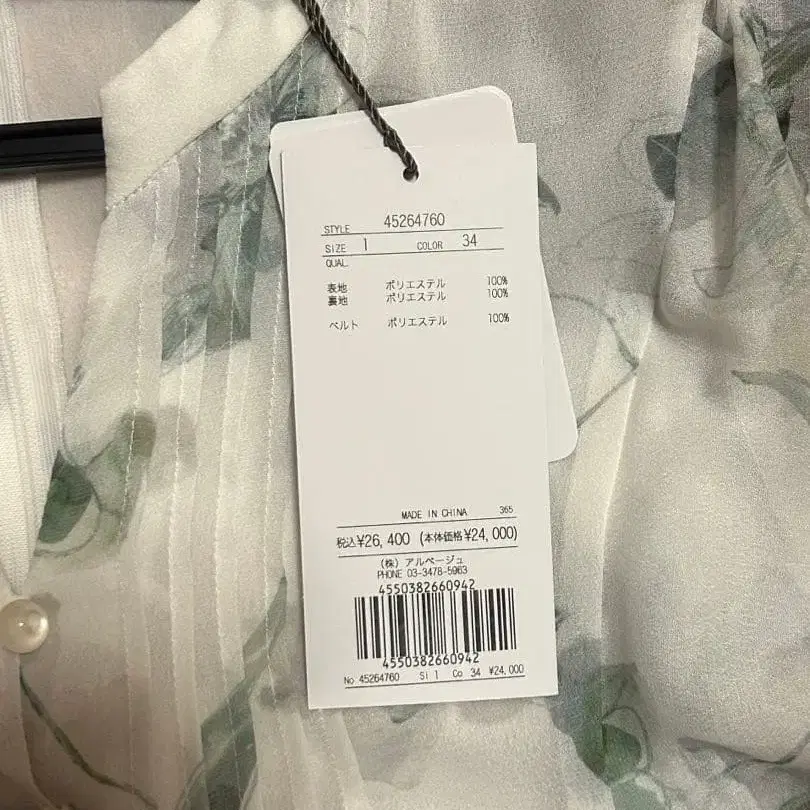 STYLE 45264760
SIZE 1 COLOR 34
QUAL.
表地 ポリエステル 100%
裏地 ポリエステル 100%
ベルト ポリエステル 100%
MADE IN CHINA 365
税込¥26,400 (本体価格¥24,000)
(株) アルページュ
PHONE 03-3478-5963
4550382660942
4550382660942
No 45264760 Si 1 Co 34 ¥24,000